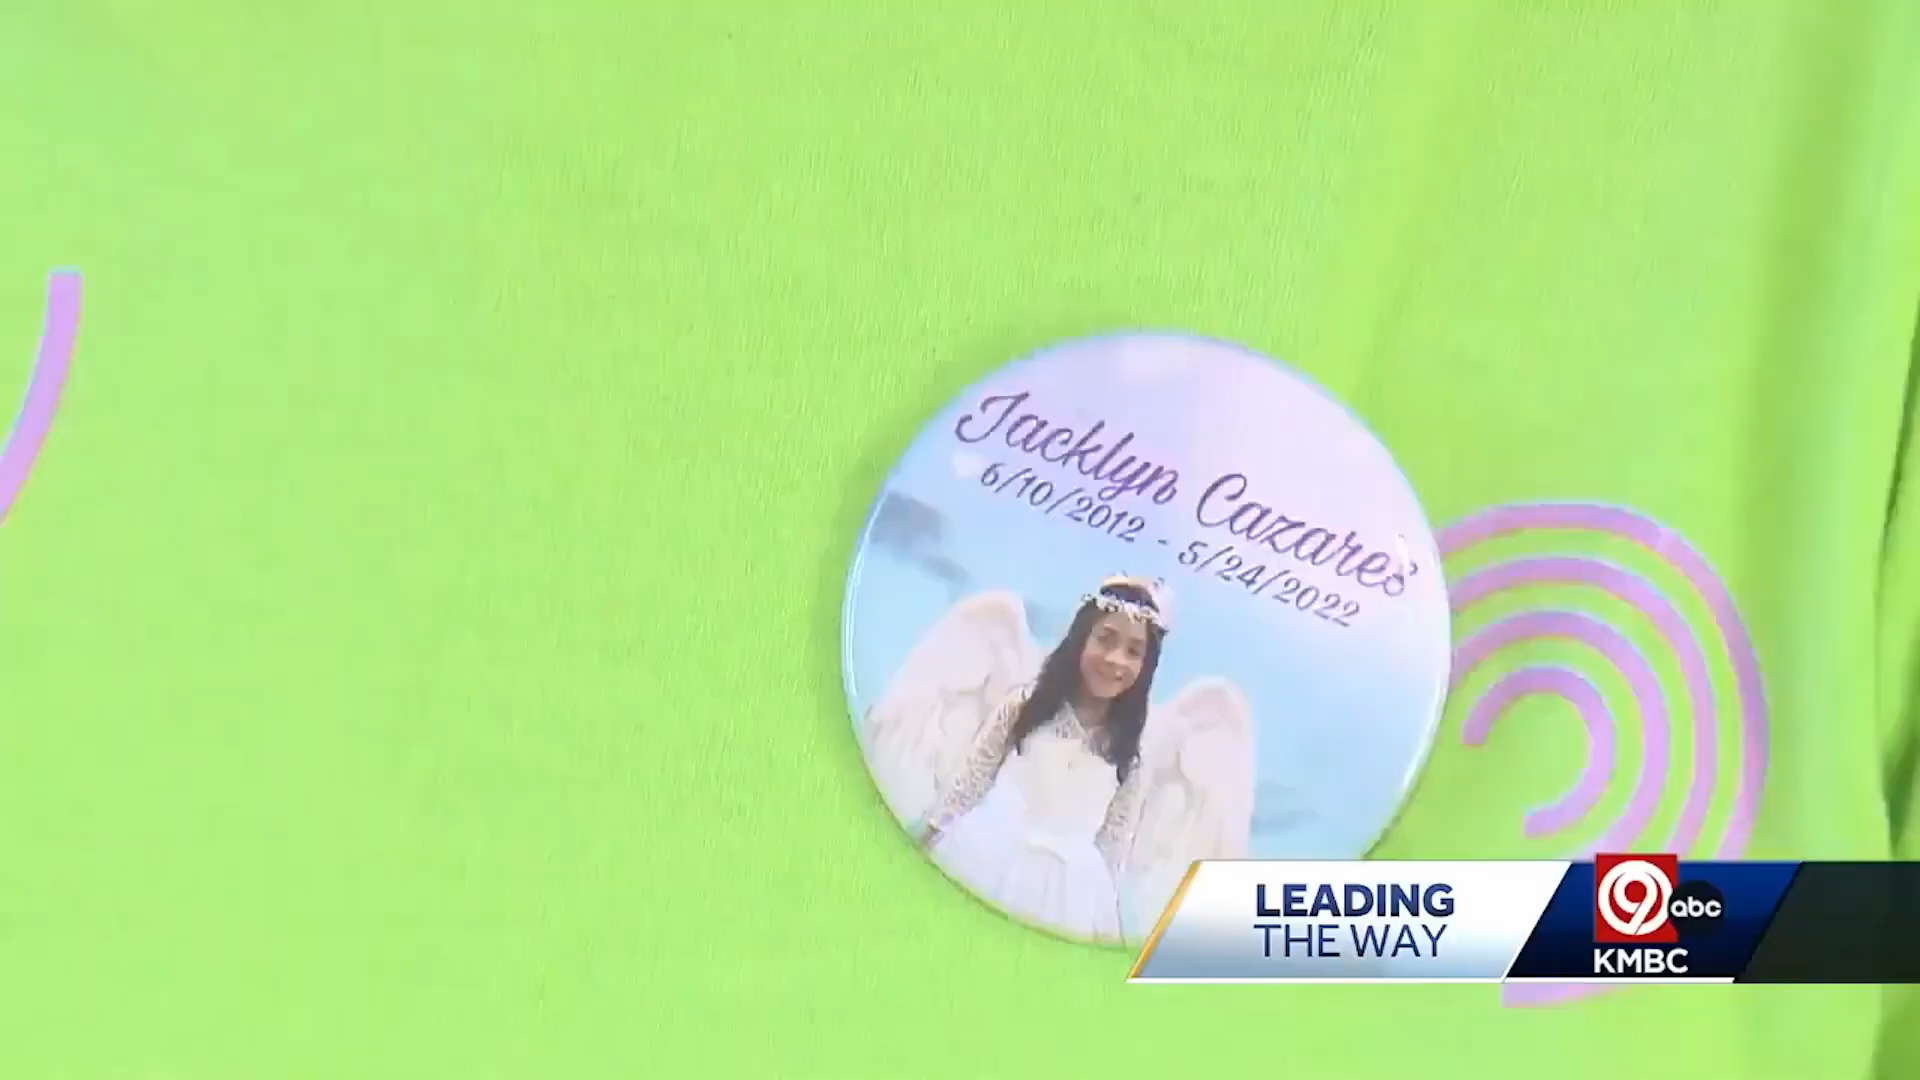 Jacklyn Cazares
6/10/2012 - 5/24/2022
LEADING
THE WAY
9 abc
KMBC